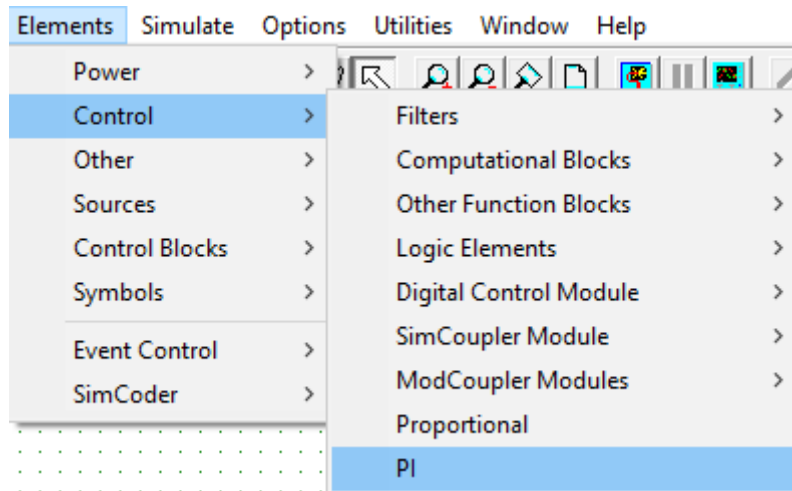 Elements Simulate Options Utilities Window Help
Power
Control
Other
Sources
Control Blocks
Symbols
Event Control
SimCoder
Filters
Computational Blocks
Other Function Blocks
Logic Elements
Digital Control Module
SimCoupler Module
ModCoupler Modules
Proportional
PI